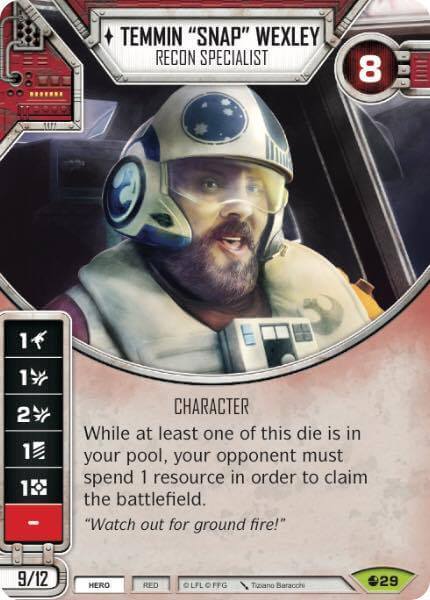 TEMMIN “SNAP” WEXLEY
RECON SPECIALIST
8
1
1
2
1
1
-
9/12
CHARACTER
While at least one of this die is in
your pool, your opponent must
spend 1 resource in order to claim
the battlefield.
“Watch out for ground fire!”
HERO
RED
© LFL © FFG
Tiziano Baracchi
29